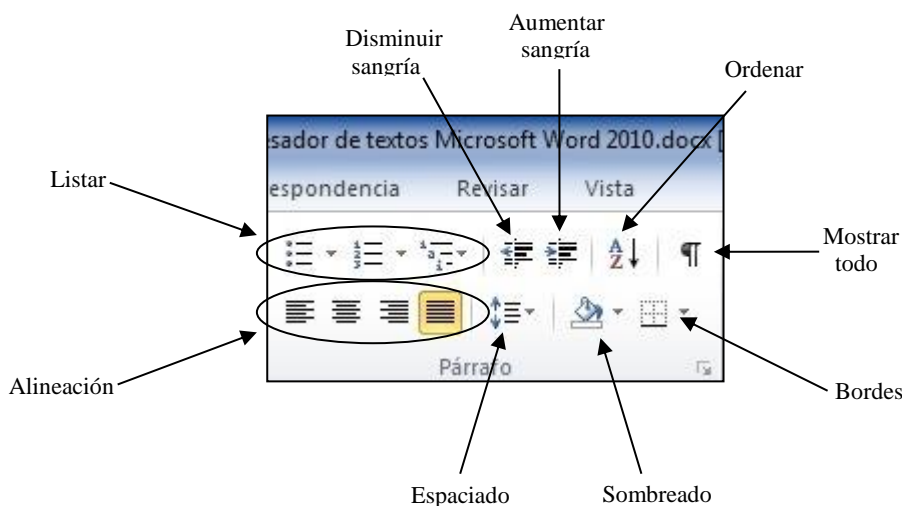 Disminuir
sangría
Aumentar
sangría
Ordenar
esador de textos Microsoft Word 2010.docx [
Listar
espondencia Revisar Vista
Mostrar
todo
Párrafo
Alineación
Bordes
Espaciado
Sombreado